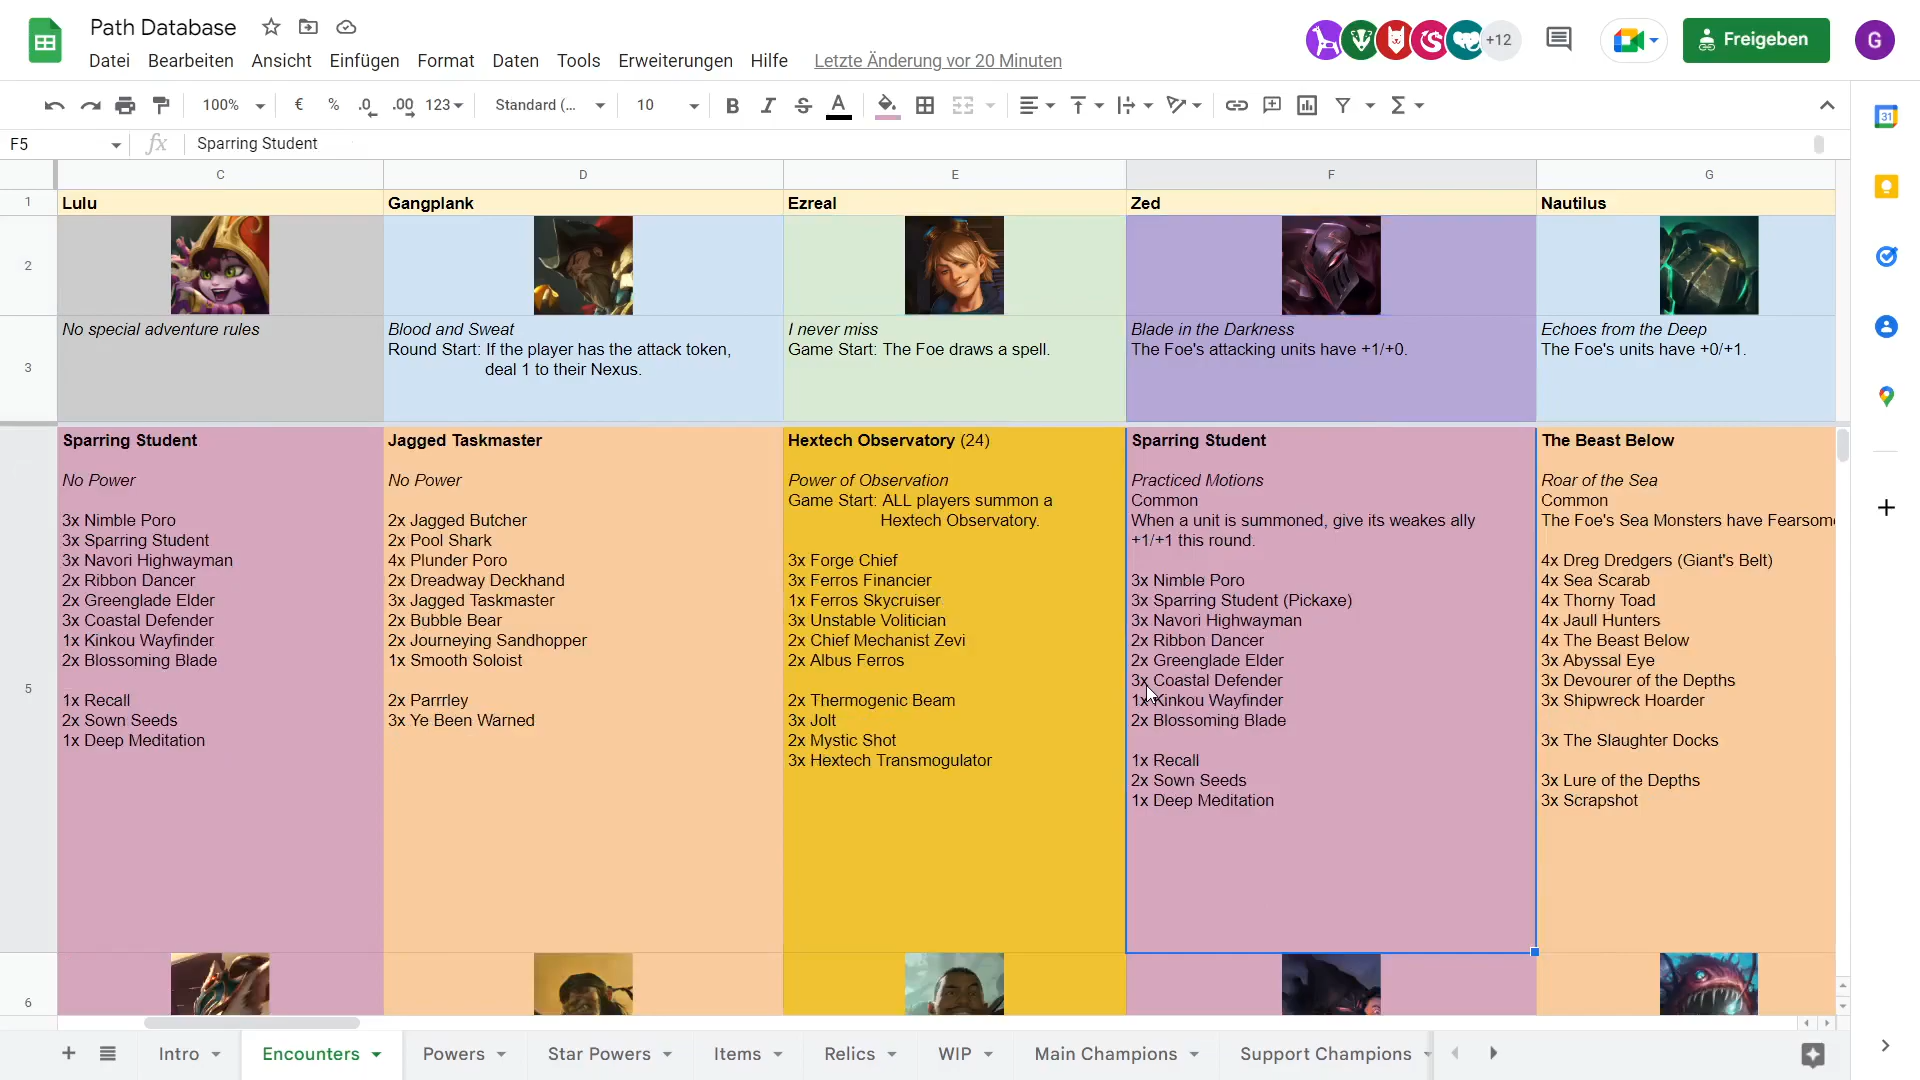 Path Database
+12
Freigeben
G
Datei Bearbeiten Ansicht Einfügen Format Daten Tools Erweiterungen Hilfe Letzte Änderung vor 20 Minuten
100% € % .0 .00 123 Standard (... 10 B I S A
31
F5 fx Sparring Student
C D E F G
1 Lulu Gangplank Ezreal Zed Nautilus
2
3
No special adventure rules
Blood and Sweat
Round Start: If the player has the attack token,
deal 1 to their Nexus.
I never miss
Game Start: The Foe draws a spell.
Blade in the Darkness
The Foe's attacking units have +1/+0.
Echoes from the Deep
The Foe's units have +0/+1.
5
Sparring Student
No Power
3x Nimble Poro
3x Sparring Student
3x Navori Highwayman
2x Ribbon Dancer
2x Greenglade Elder
3x Coastal Defender
1x Kinkou Wayfinder
2x Blossoming Blade
1x Recall
2x Sown Seeds
1x Deep Meditation
Jagged Taskmaster
No Power
2x Jagged Butcher
2x Pool Shark
4x Plunder Poro
2x Dreadway Deckhand
3x Jagged Taskmaster
2x Bubble Bear
2x Journeying Sandhopper
1x Smooth Soloist
2x Parrrley
3x Ye Been Warned
Hextech Observatory (24)
Power of Observation
Game Start: ALL players summon a
Hextech Observatory.
3x Forge Chief
3x Ferros Financier
1x Ferros Skycruiser
3x Unstable Volitician
2x Chief Mechanist Zevi
2x Albus Ferros
2x Thermogenic Beam
3x Jolt
2x Mystic Shot
3x Hextech Transmogulator
Sparring Student
Practiced Motions
Common
When a unit is summoned, give its weakes ally
+1/+1 this round.
3x Nimble Poro
3x Sparring Student (Pickaxe)
3x Navori Highwayman
2x Ribbon Dancer
2x Greenglade Elder
3x Coastal Defender
1x Kinkou Wayfinder
2x Blossoming Blade
1x Recall
2x Sown Seeds
1x Deep Meditation
The Beast Below
Roar of the Sea
Common
The Foe's Sea Monsters have Fearsom
4x Dreg Dredgers (Giant's Belt)
4x Sea Scarab
4x Thorny Toad
4x Jaull Hunters
4x The Beast Below
3x Abyssal Eye
3x Devourer of the Depths
3x Shipwreck Hoarder
3x The Slaughter Docks
3x Lure of the Depths
3x Scrapshot
6
Intro Encounters Powers Star Powers Items Relics WIP Main Champions Support Champions